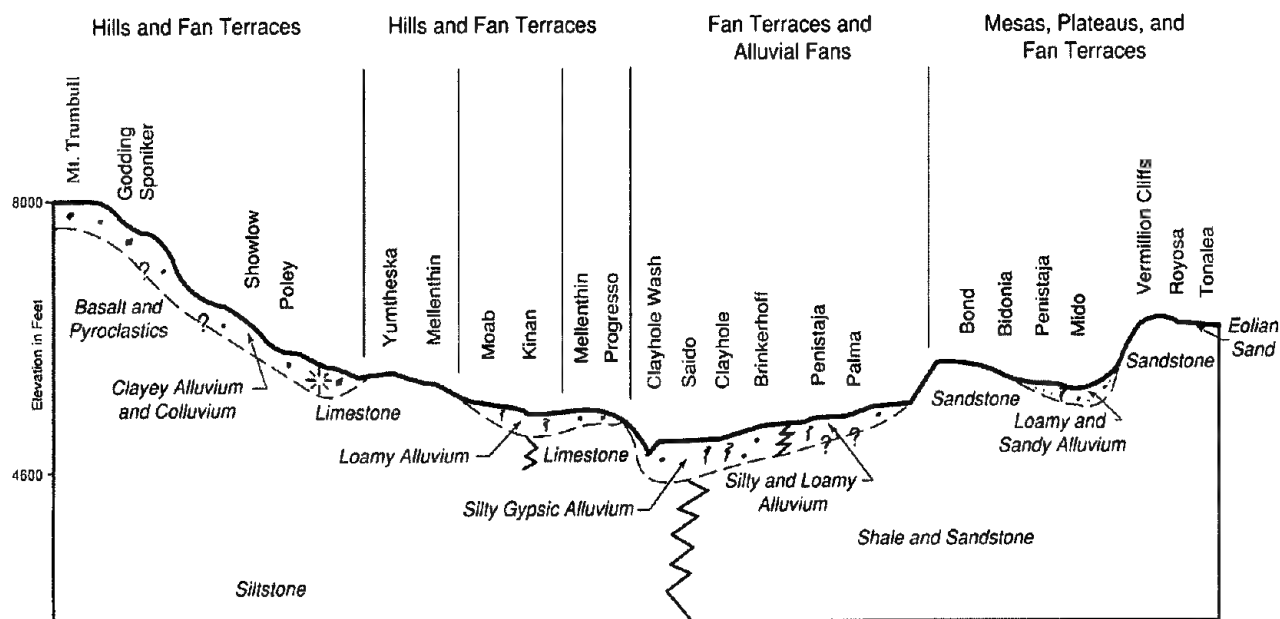 Hills and Fan Terraces
Hills and Fan Terraces
Fan Terraces and
Alluvial Fans
Mesas, Plateaus, and
Fan Terraces
Mt. Trumbull
Godding
Sponiker
Showlow
Poley
Yumtheska
Mellenthin
Moab
Kinan
Mellenthin
Progresso
Clayhole Wash
Saido
Clayhole
Brinkerhoff
Penistaja
Palma
Bond
Bidonia
Penistaja
Mido
Vermillion Cliffs
Royosa
Tonalea
Elevation in Feet
8000
4600
Basalt and
Pyroclastics
Clayey Alluvium
and Colluvium
Limestone
Loamy Alluvium
Limestone
Silty Gypsic Alluvium
Silty and Loamy
Alluvium
Sandstone
Loamy and
Sandy Alluvium
Sandstone
Eolian
Sand
Siltstone
Shale and Sandstone
?
?
?
?